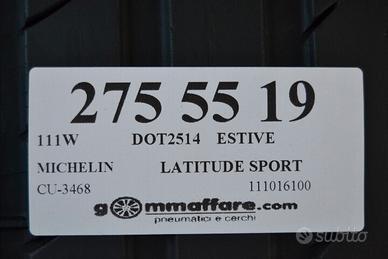 275 55 19
111W DOT2514 ESTIVE
MICHELIN LATITUDE SPORT
CU-3468 111016100
gommaffare.com
pneumatici e cerchi
subito